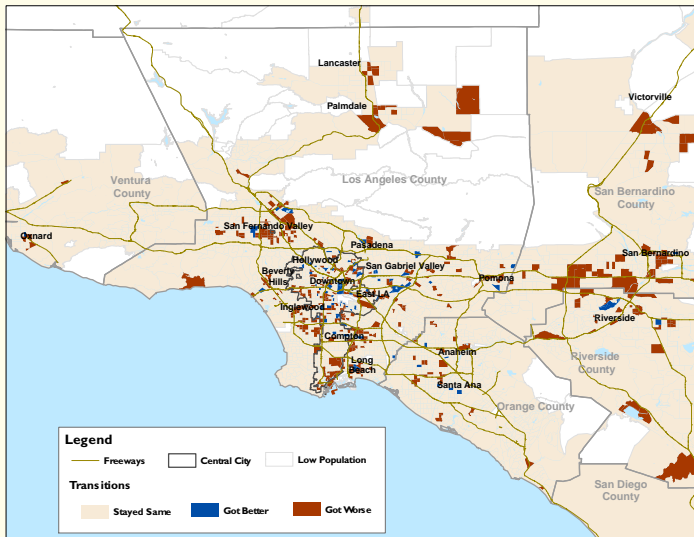 Lancaster
Palmdale
Victorville
Ventura
County
Los Angeles County
San Bernardino
County
Oxnard
San Fernando Valley
Pasadena
Hollywood
San Gabriel Valley
San Bernardino
Beverly
Hills
Downtown
Pomona
East LA
Inglewood
Riverside
Compton
Anaheim
Riverside
County
Long
Beach
Santa Ana
Orange County
San Diego
County
Legend
Freeways
Central City
Low Population
Transitions
Stayed Same
Got Better
Got Worse